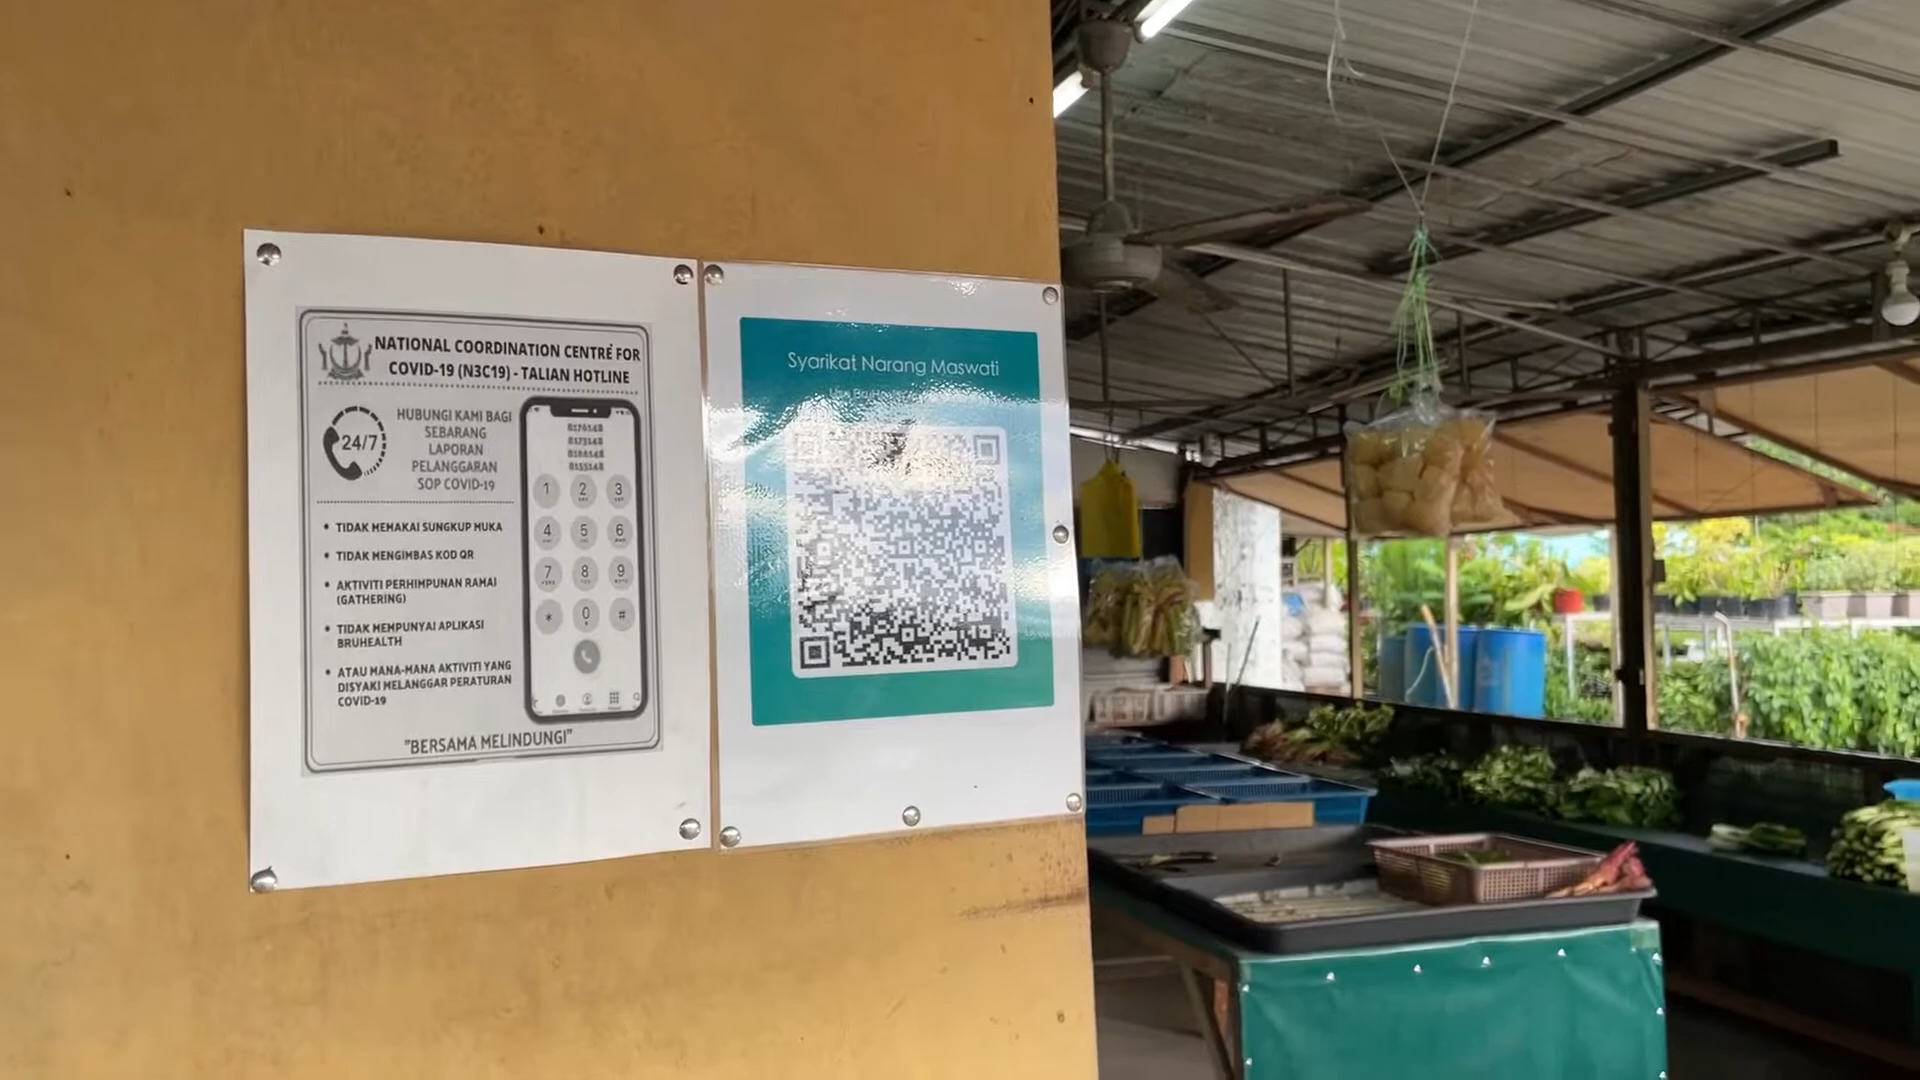 NATIONAL COORDINATION CENTRE FOR
COVID-19 (N3C19) - TALIAN HOTLINE
24/7
HUBUNGI KAMI BAGI
SEBARANG
LAPORAN
PELANGGARAN
SOP COVID-19
• TIDAK MEMAKAI SUNGKUP MUKA
• TIDAK MENGIMBAS KOD QR
• AKTIVITI PERHIMPUNAN RAMAI
(GATHERING)
• TIDAK MEMPUNYAI APLIKASI
BRUHEALTH
• ATAU MANA-MANA AKTIVITI YANG
DISYAKI MELANGGAR PERATURAN
COVID-19
8176148
8173148
8155148
1 2 3
4 5 6
7 8 9
* 0 #
"BERSAMA MELINDUNGI"
Syarikat Narang Maswati